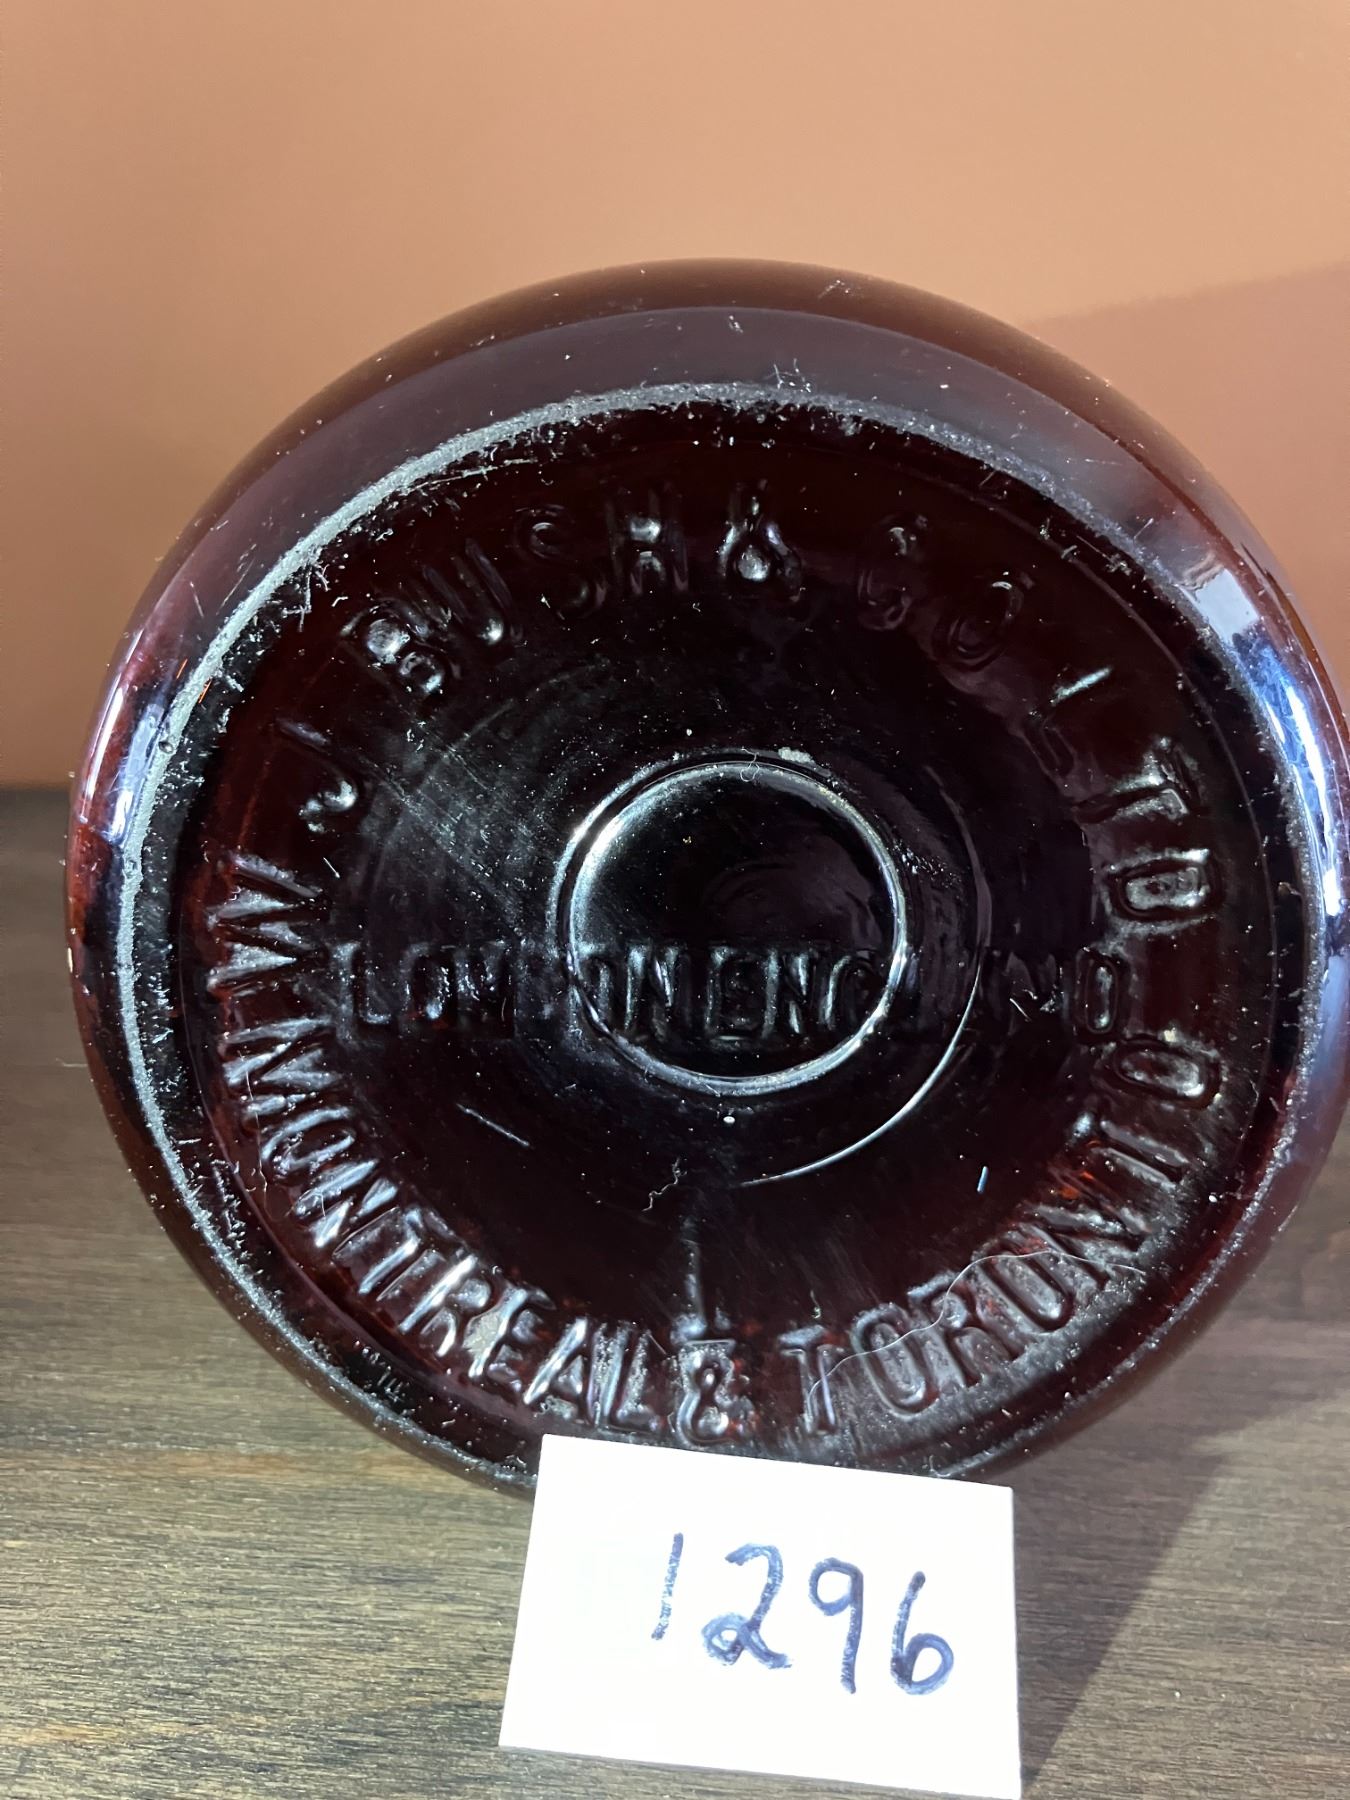 W. J. BUSH & CO LTD
LONDON ENGLAND
MONTREAL & TORONTO
1296